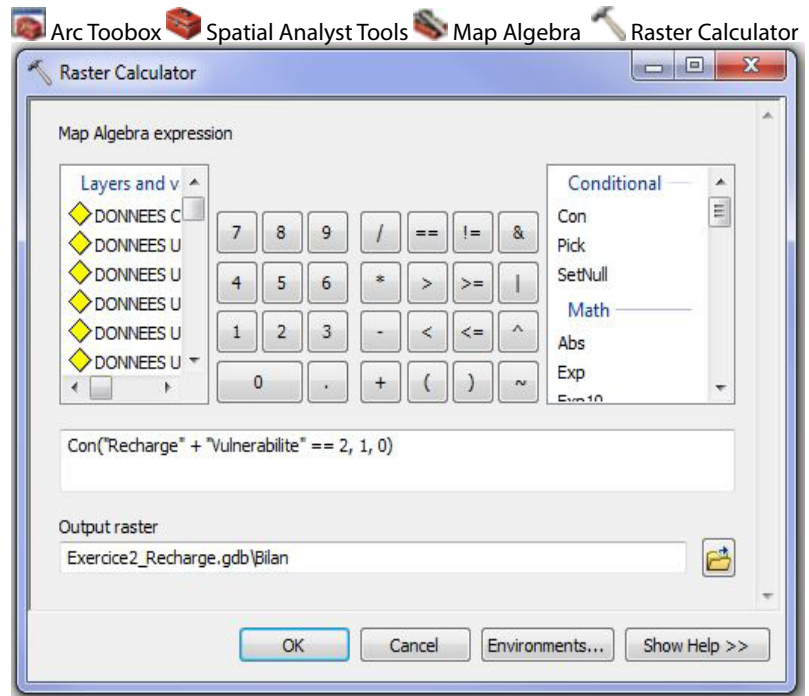 Arc Toobox Spatial Analyst Tools Map Algebra Raster Calculator
Raster Calculator
Map Algebra expression
Layers and v
DONNEES C
DONNEES U
DONNEES U
DONNEES U
DONNEES U
DONNEES U
7 8 9 / == != &
4 5 6 * > >= |
1 2 3 - < <= ^
0 . + ( ) ~
Conditional
Con
Pick
SetNull
Math
Abs
Exp
Exp10
Con("Recharge" + "Vulnerabilite" == 2, 1, 0)
Output raster
Exercice2_Recharge.gdb\Bilan
OK Cancel Environments... Show Help >>